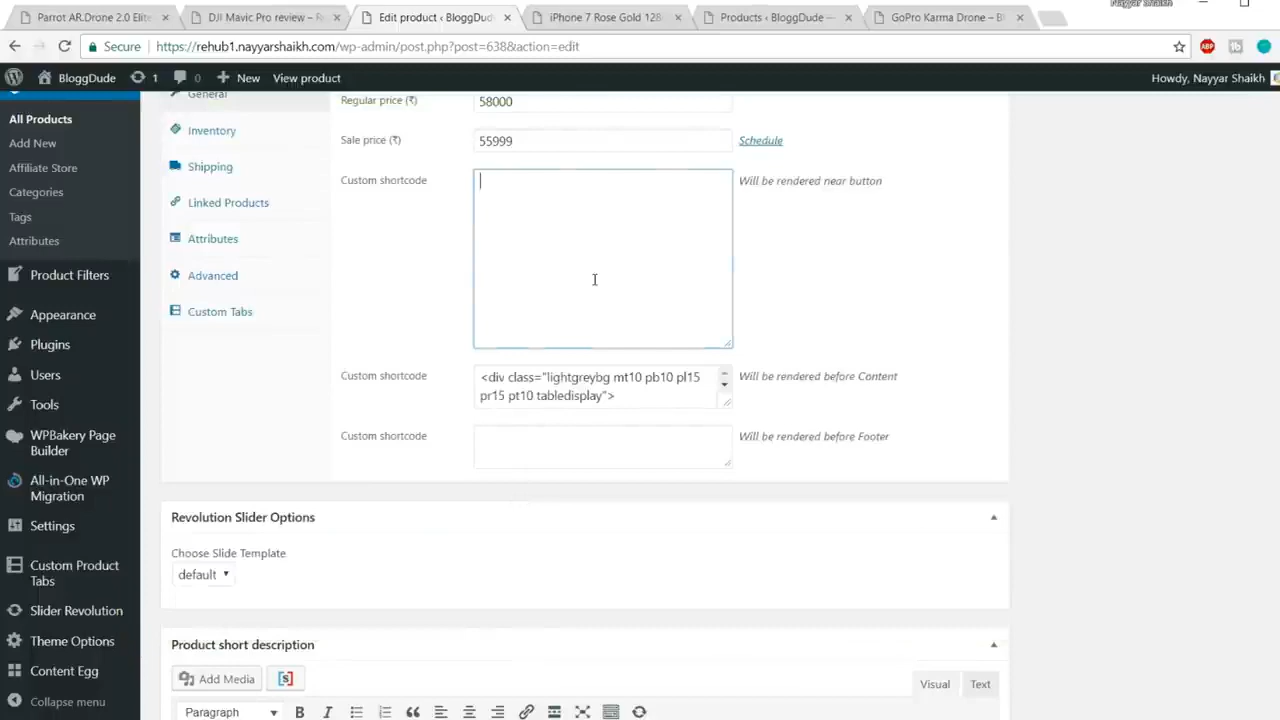 Nayyar Shaikh
Parrot AR.Drone 2.0 Elite
DJI Mavic Pro review – R
Edit product ‹ BloggDud
iPhone 7 Rose Gold 128
Products ‹ BloggDude —
GoPro Karma Drone – B
Secure
https://rehub1.nayyarshaikh.com/wp-admin/post.php?post=638&action=edit
ABP
BloggDude
1
0
New
View product
Howdy, Nayyar Shaikh
All Products
Add New
Affiliate Store
Categories
Tags
Attributes
Product Filters
Appearance
Plugins
Users
Tools
WPBakery Page
Builder
All-in-One WP
Migration
Settings
Custom Product
Tabs
Slider Revolution
Theme Options
Content Egg
Collapse menu
General
Inventory
Shipping
Linked Products
Attributes
Advanced
Custom Tabs
Regular price (₹)
58000
Sale price (₹)
55999
Schedule
Custom shortcode
Will be rendered near button
Custom shortcode
<div class="lightgreybg mt10 pb10 pl15
pr15 pt10 tabledisplay">
Will be rendered before Content
Custom shortcode
Will be rendered before Footer
Revolution Slider Options
Choose Slide Template
default
Product short description
Add Media
[S]
Visual
Text
Paragraph
B
I